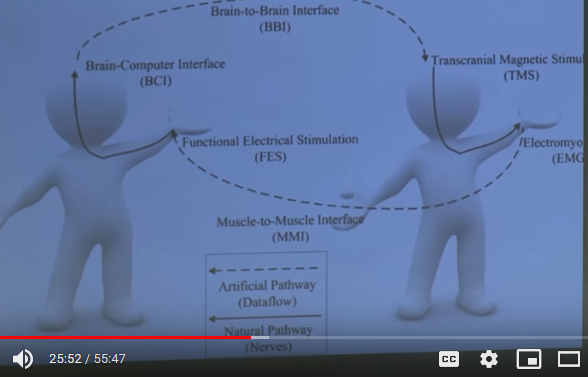 Brain-to-Brain Interface
(BBI)
Brain-Computer Interface
(BCI)
Transcranial Magnetic Stimul
(TMS)
Functional Electrical Stimulation
(FES)
/Electromyo
(EMG
Muscle-to-Muscle Interface
(MMI)
Artificial Pathway
(Dataflow)
Natural Pathway
(Nerves)
25:52 / 55:47
CC